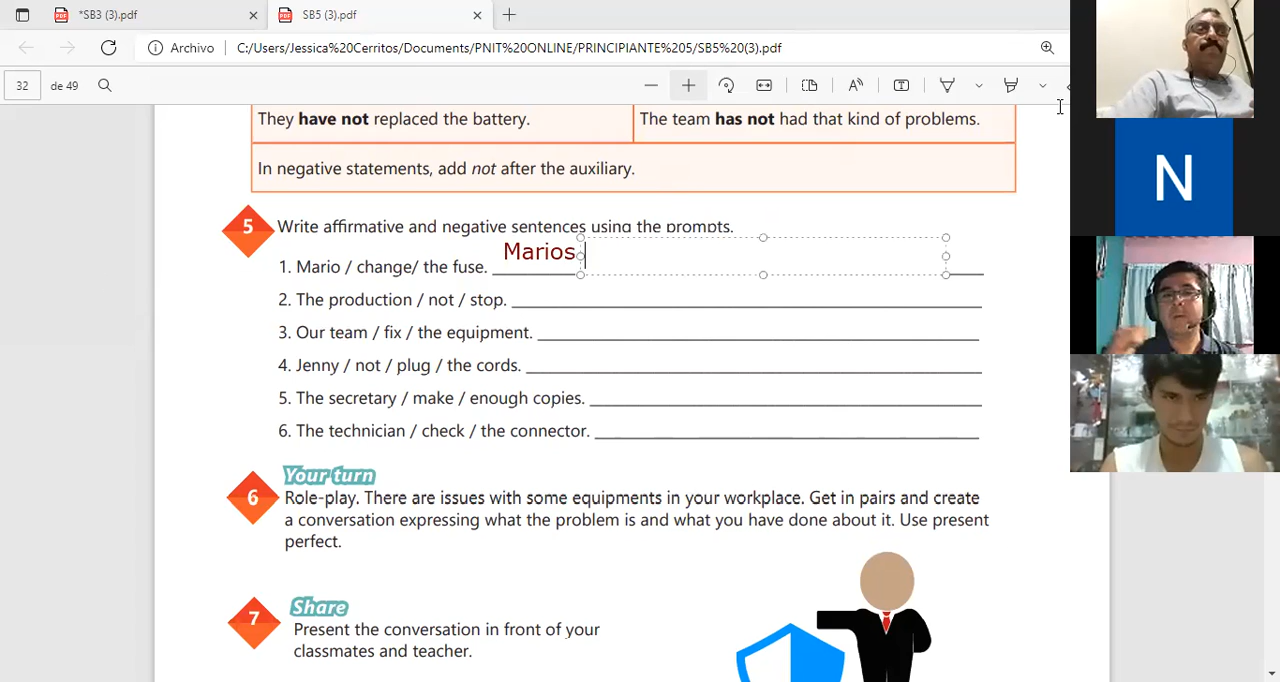 *SB3 (3).pdf
SB5 (3).pdf
Archivo C:/Users/Jessica%20Cerritos/Documents/PNIT%20ONLINE/PRINCIPIANTE%205/SB5%20(3).pdf
32 de 49
They have not replaced the battery.
The team has not had that kind of problems.
In negative statements, add not after the auxiliary.
5 Write affirmative and negative sentences using the prompts.
Marios
1. Mario / change/ the fuse.
2. The production / not / stop.
3. Our team / fix / the equipment.
4. Jenny / not / plug / the cords.
5. The secretary / make / enough copies.
6. The technician / check / the connector.
Your turn
6 Role-play. There are issues with some equipments in your workplace. Get in pairs and create
a conversation expressing what the problem is and what you have done about it. Use present
perfect.
Share
7 Present the conversation in front of your
classmates and teacher.
N